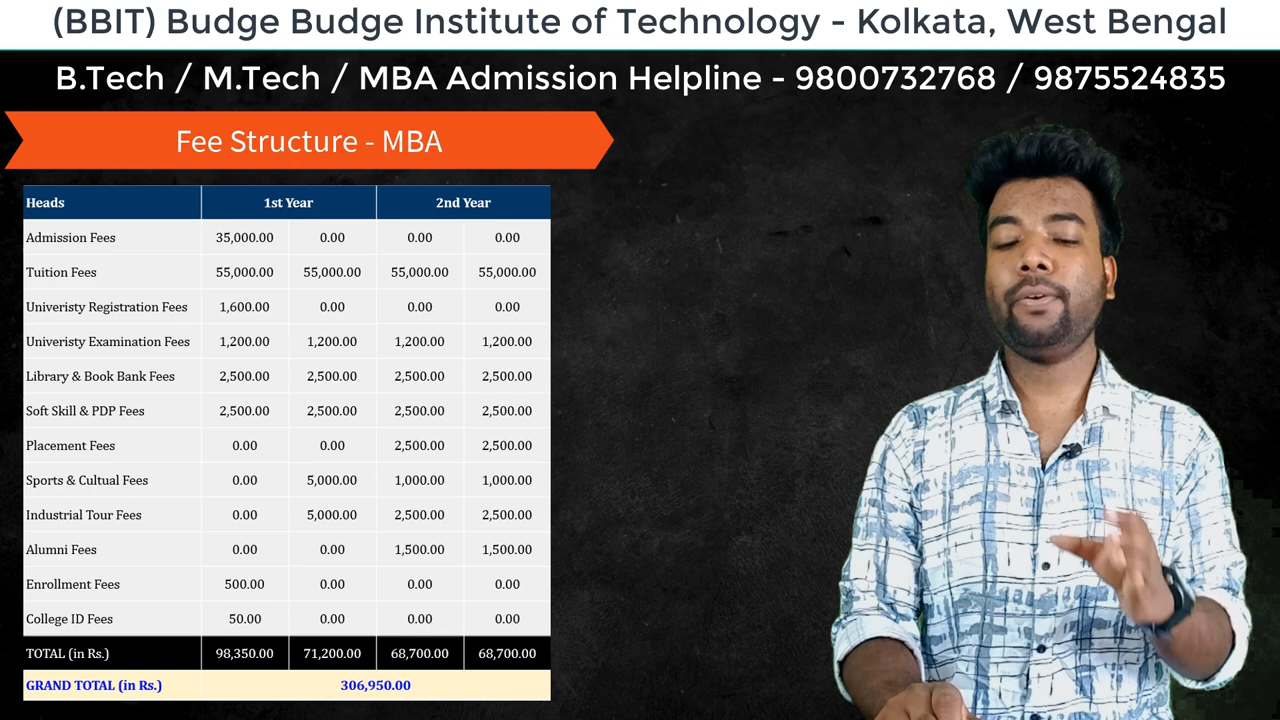 (BBIT) Budge Budge Institute of Technology - Kolkata, West Bengal
B.Tech / M.Tech / MBA Admission Helpline - 9800732768 / 9875524835
Fee Structure - MBA
Heads 1st Year 2nd Year
Admission Fees 35,000.00 0.00 0.00 0.00
Tuition Fees 55,000.00 55,000.00 55,000.00 55,000.00
Univeristy Registration Fees 1,600.00 0.00 0.00 0.00
Univeristy Examination Fees 1,200.00 1,200.00 1,200.00 1,200.00
Library & Book Bank Fees 2,500.00 2,500.00 2,500.00 2,500.00
Soft Skill & PDP Fees 2,500.00 2,500.00 2,500.00 2,500.00
Placement Fees 0.00 0.00 2,500.00 2,500.00
Sports & Cultual Fees 0.00 5,000.00 1,000.00 1,000.00
Industrial Tour Fees 0.00 5,000.00 2,500.00 2,500.00
Alumni Fees 0.00 0.00 1,500.00 1,500.00
Enrollment Fees 500.00 0.00 0.00 0.00
College ID Fees 50.00 0.00 0.00 0.00
TOTAL (in Rs.) 98,350.00 71,200.00 68,700.00 68,700.00
GRAND TOTAL (in Rs.) 306,950.00